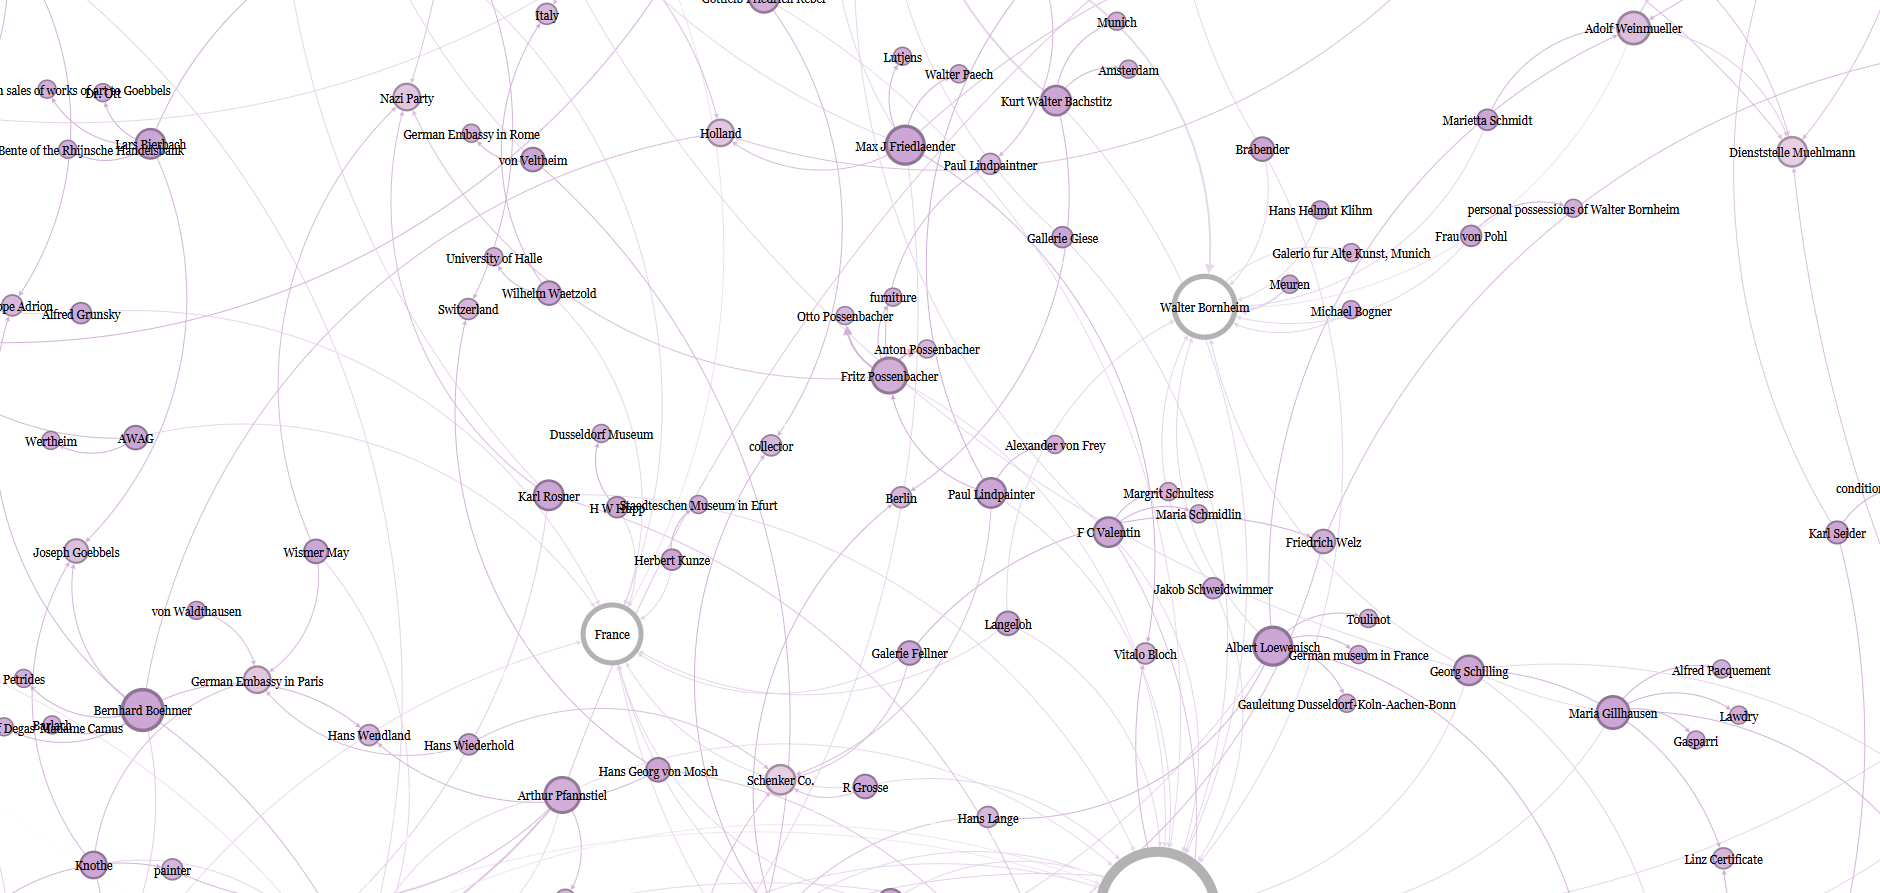 Gottlieb Friedrich Reber
Italy
Munich
Adolf Weinmueller
Lutjens
Walter Paech
Amsterdam
n sales of works of art to Goebbels
Dr. Ott
Nazi Party
Kurt Walter Bachstitz
Marietta Schmidt
German Embassy in Rome
Holland
Lars Bierbach
Bente of the Rhijnsche Handelsbank
von Veltheim
Max J Friedlaender
Paul Lindpaintner
Brabender
Dienststelle Muehlmann
Hans Helmut Klihm
personal possessions of Walter Bornheim
Gallerie Giese
Frau von Pohl
University of Halle
Galerio fur Alte Kunst, Munich
Meuren
Wilhelm Waetzold
furniture
ppe Adrion
Alfred Grunsky
Switzerland
Otto Possenbacher
Walter Bornheim
Michael Bogner
Anton Possenbacher
Fritz Possenbacher
Wertheim
AWAG
Dusseldorf Museum
collector
Alexander von Frey
Karl Rosner
Berlin
Paul Lindpainter
Margrit Schultess
condition
H W Hupp
Staedteschen Museum in Efurt
Maria Schmidlin
F C Valentin
Friedrich Welz
Karl Seider
Joseph Goebbels
Wismer May
Herbert Kunze
Jakob Schweidwimmer
von Waldthausen
France
Langeloh
Toulinot
Galerie Fellner
Vitalo Bloch
Albert Loewenisch
German museum in France
Petrides
German Embassy in Paris
Georg Schilling
Alfred Pacquement
Bernhard Boehmer
Gauleitung Dusseldorf-Koln-Aachen-Bonn
Maria Gillhausen
Lawdry
f Degas Madame Camus
Barlach
Hans Wendland
Hans Wiederhold
Gasparri
Hans Georg von Mosch
Schenker Co.
R Grosse
Arthur Pfannstiel
Hans Lange
Knothe
painter
Linz Certificate